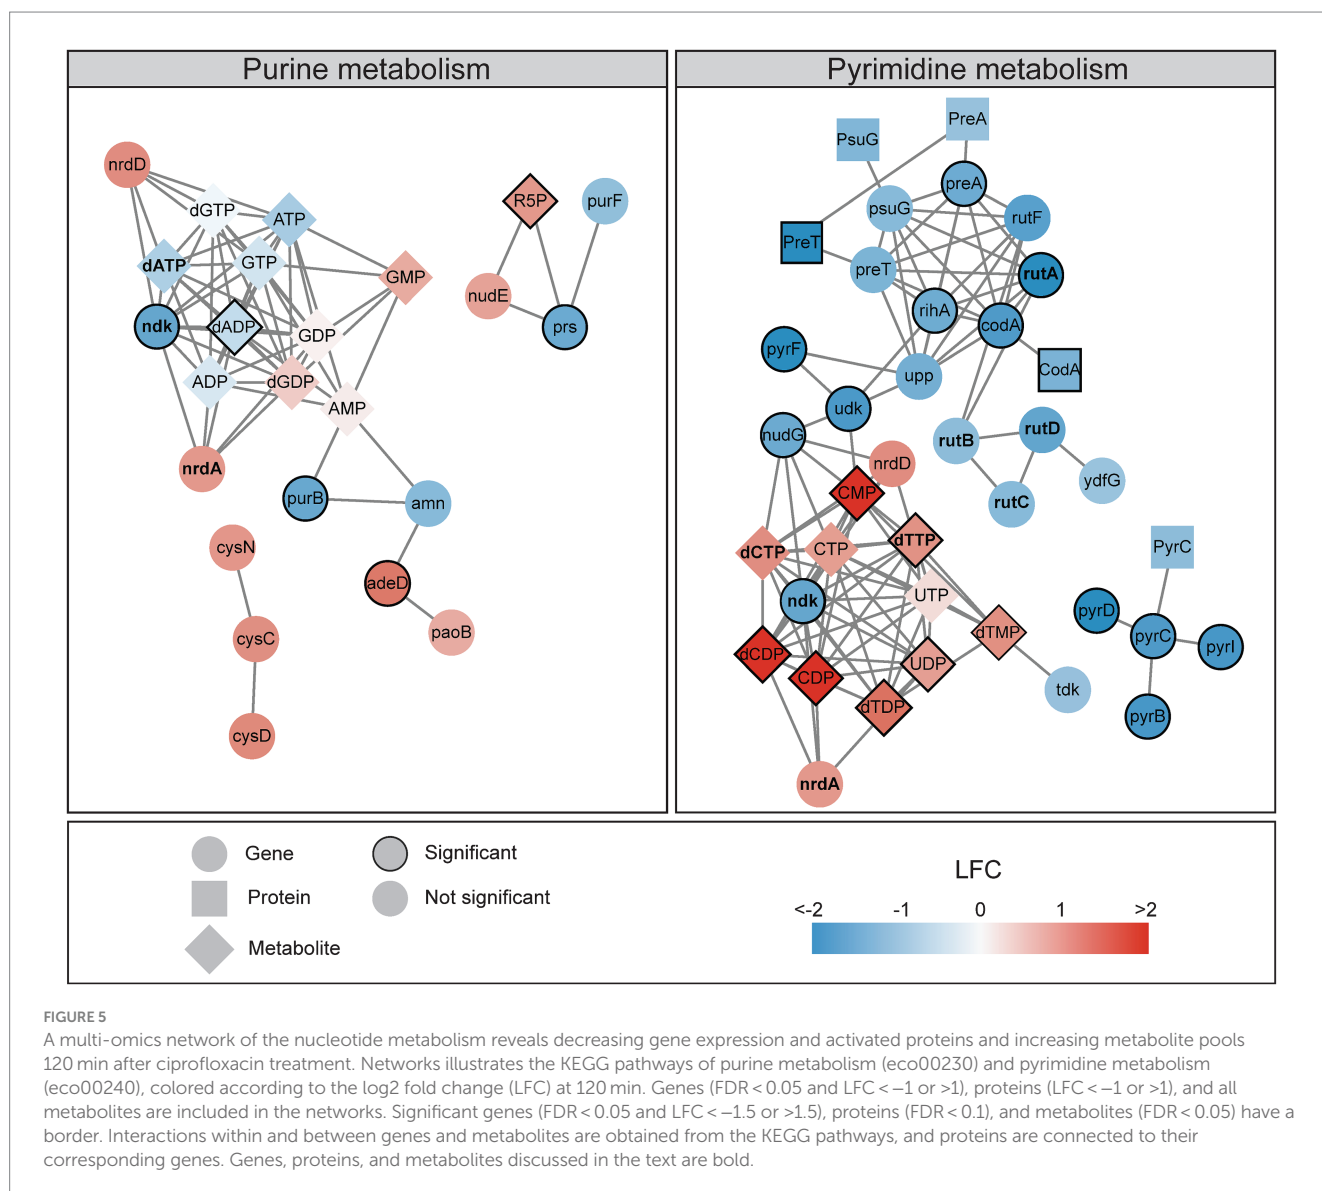 Purine metabolism
nrdD
dGTP
ATP
dATP
GTP
GMP
ndk
dADP
GDP
ADP
dGDP
AMP
nrdA
purB
amn
adeD
paoB
cysN
cysC
cysD
R5P
purF
nudE
prs
Pyrimidine metabolism
PsuG
PreA
preA
psuG
rutF
PreT
preT
rutA
rihA
codA
pyrF
upp
CodA
udk
nudG
rutB
rutD
nrdD
ydfG
CMP
rutC
dCTP
CTP
dTTP
PyrC
ndk
UTP
pyrD
dTMP
pyrC
pyrI
dCDP
CDP
UDP
tdk
dTDP
pyrB
nrdA
Gene
Significant
Protein
Not significant
Metabolite
LFC
<-2 -1 0 1 >2
FIGURE 5
A multi-omics network of the nucleotide metabolism reveals decreasing gene expression and activated proteins and increasing metabolite pools
120 min after ciprofloxacin treatment. Networks illustrates the KEGG pathways of purine metabolism (eco00230) and pyrimidine metabolism
(eco00240), colored according to the log2 fold change (LFC) at 120 min. Genes (FDR < 0.05 and LFC < −1 or >1), proteins (LFC < −1 or >1), and all
metabolites are included in the networks. Significant genes (FDR < 0.05 and LFC < −1.5 or >1.5), proteins (FDR < 0.1), and metabolites (FDR < 0.05) have a
border. Interactions within and between genes and metabolites are obtained from the KEGG pathways, and proteins are connected to their
corresponding genes. Genes, proteins, and metabolites discussed in the text are bold.